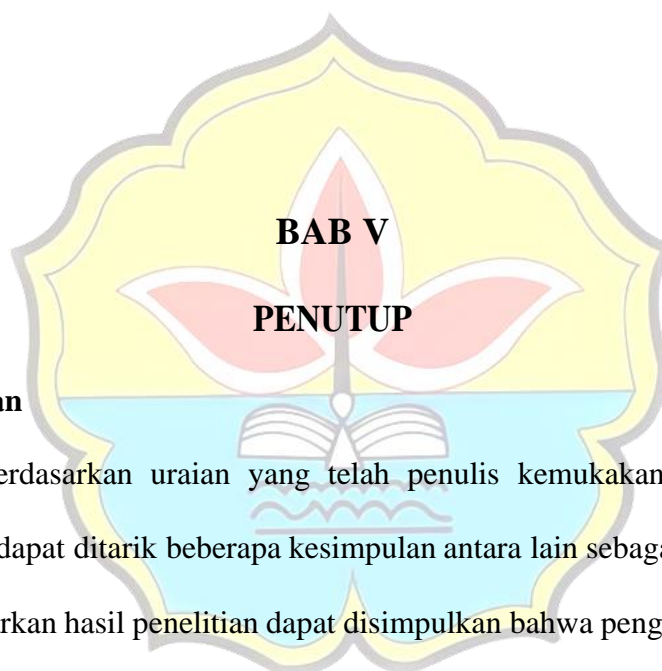 BAB V
PENUTUP
an
erdasarkan uraian yang telah penulis kemukakan
dapat ditarik beberapa kesimpulan antara lain sebaga
rkan hasil penelitian dapat disimpulkan bahwa peng